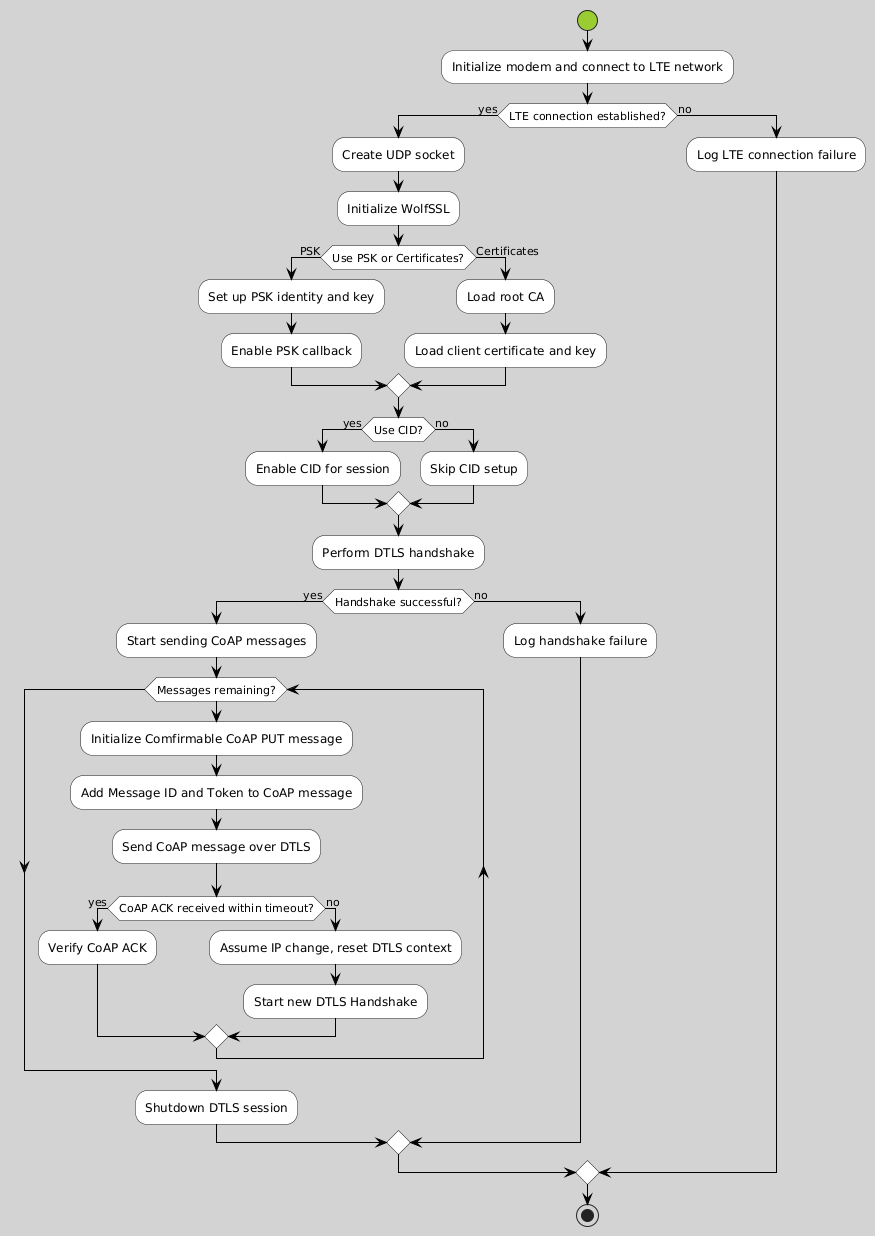 Initialize modem and connect to LTE network
yes
LTE connection established?
no
Create UDP socket
Log LTE connection failure
Initialize WolfSSL
PSK
Use PSK or Certificates?
Certificates
Set up PSK identity and key
Load root CA
Enable PSK callback
Load client certificate and key
yes
Use CID?
no
Enable CID for session
Skip CID setup
Perform DTLS handshake
yes
Handshake successful?
no
Start sending CoAP messages
Log handshake failure
Messages remaining?
Initialize Comfirmable CoAP PUT message
Add Message ID and Token to CoAP message
Send CoAP message over DTLS
yes
CoAP ACK received within timeout?
no
Verify CoAP ACK
Assume IP change, reset DTLS context
Start new DTLS Handshake
Shutdown DTLS session